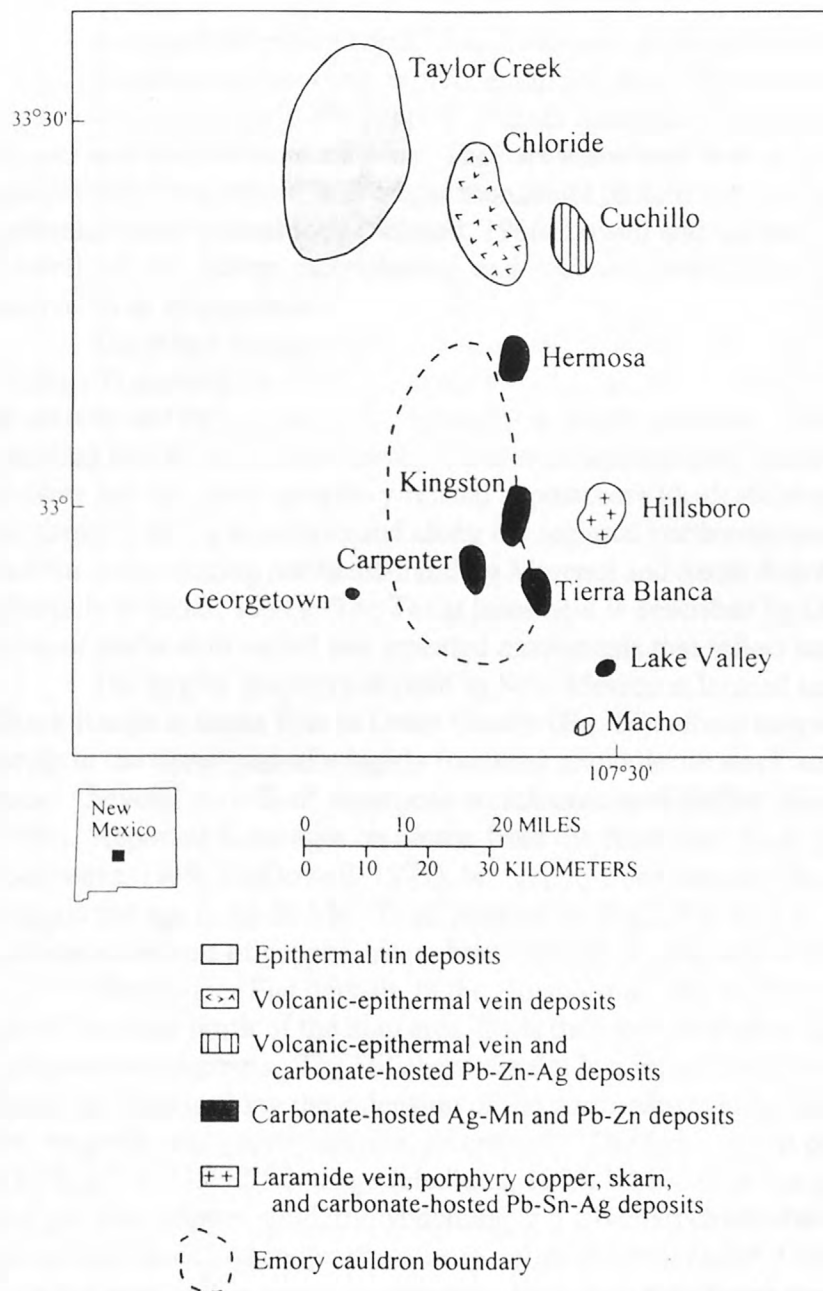 Taylor Creek
33°30'
Chloride
Cuchillo
Hermosa
Kingston
33°
Hillsboro
Carpenter
Georgetown
Tierra Blanca
Lake Valley
Macho
107°30'
New
Mexico
0 10 20 MILES
0 10 20 30 KILOMETERS
Epithermal tin deposits
Volcanic-epithermal vein deposits
Volcanic-epithermal vein and
carbonate-hosted Pb-Zn-Ag deposits
Carbonate-hosted Ag-Mn and Pb-Zn deposits
Laramide vein, porphyry copper, skarn,
and carbonate-hosted Pb-Sn-Ag deposits
Emory cauldron boundary